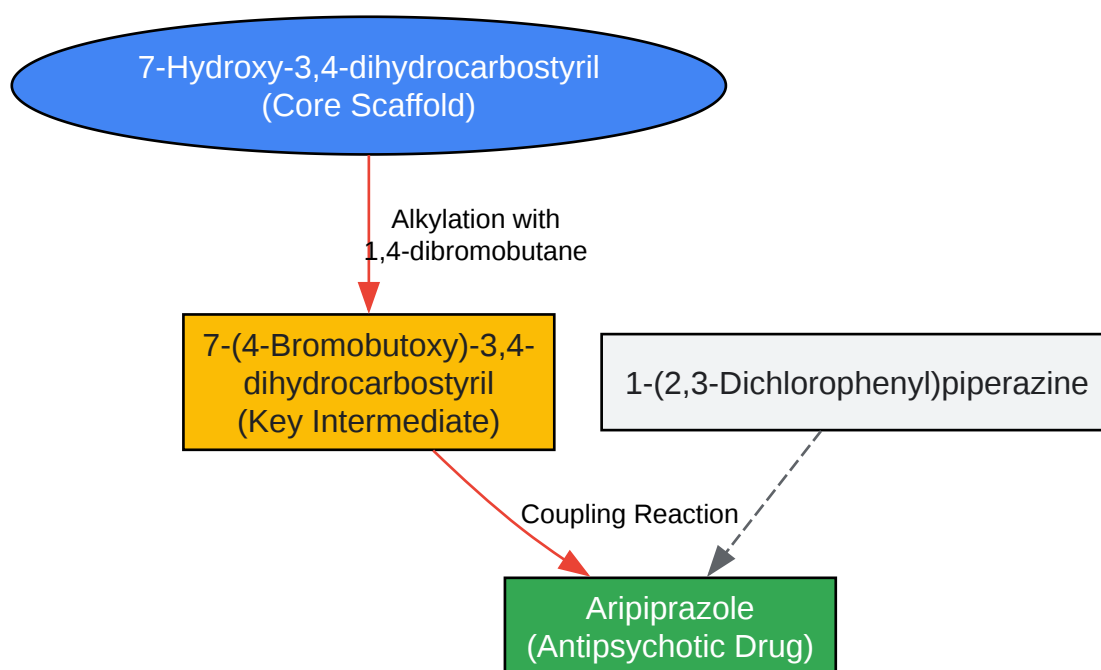 7-Hydroxy-3,4-dihydrocarbostyril
(Core Scaffold)
Alkylation with
1,4-dibromobutane
7-(4-Bromobutoxy)-3,4-
dihydrocarbostyril
(Key Intermediate)
1-(2,3-Dichlorophenyl)piperazine
Coupling Reaction
Aripiprazole
(Antipsychotic Drug)